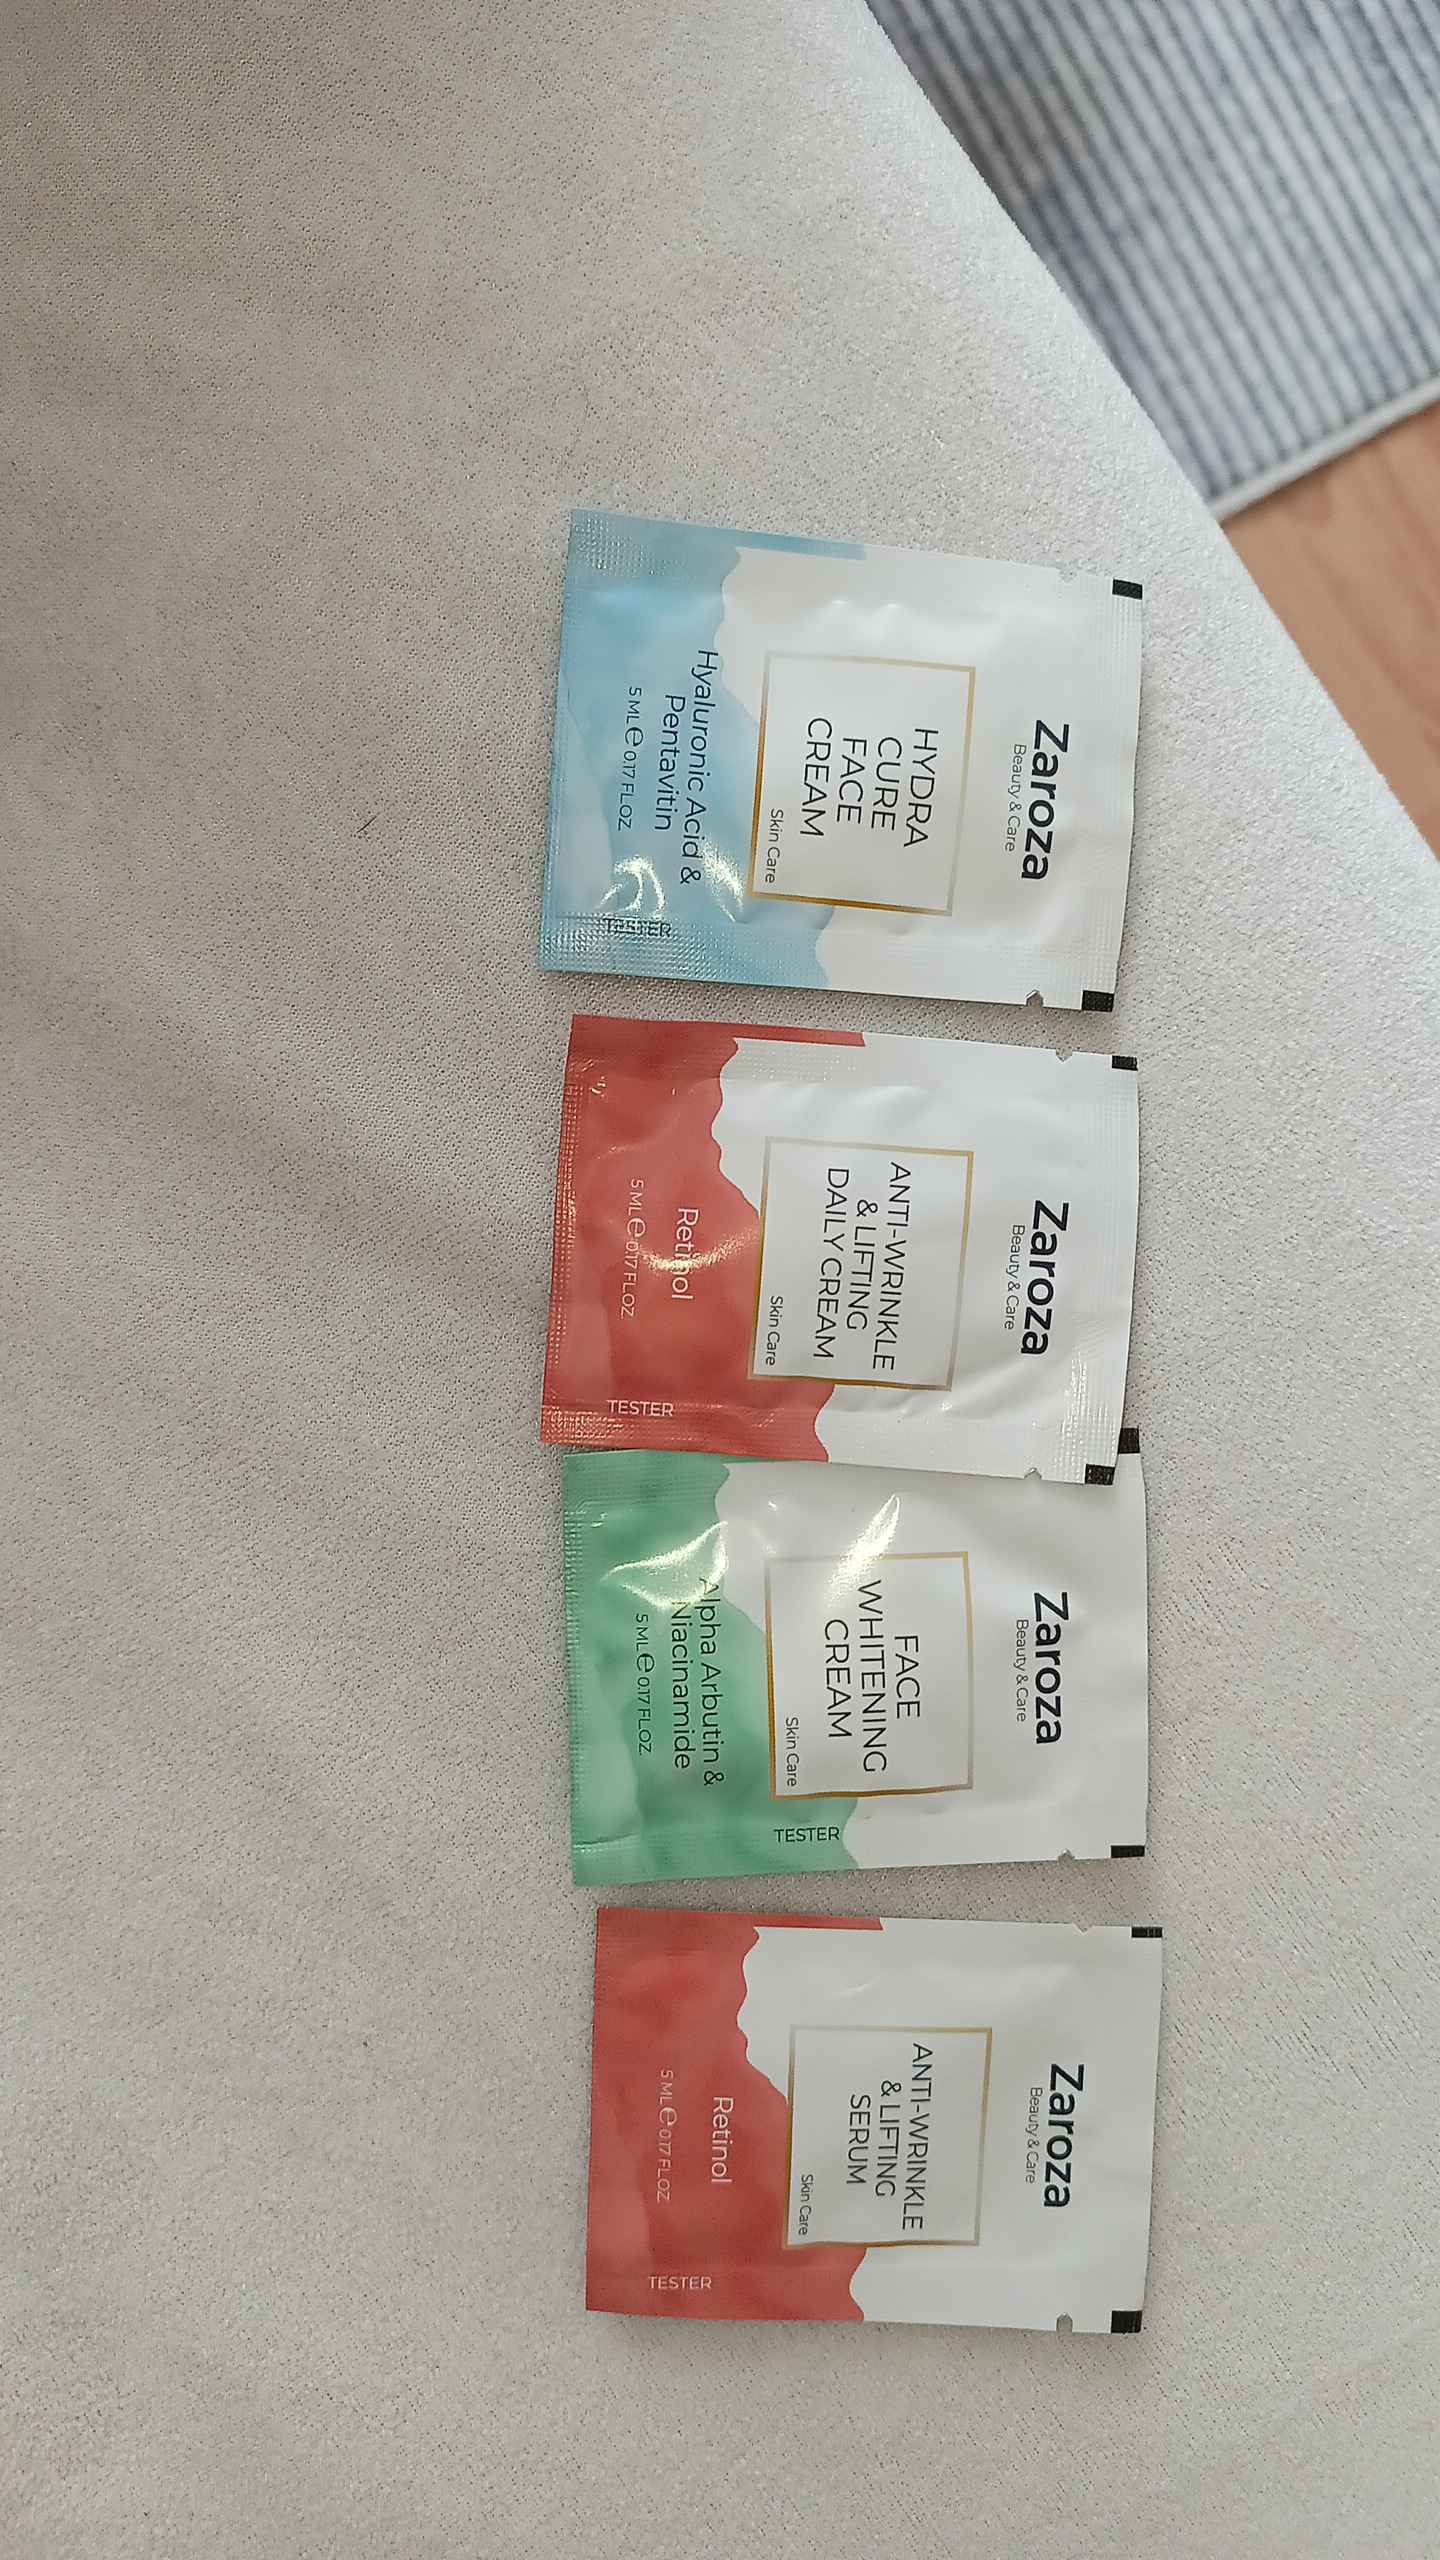 Zaroza
Beauty & Care
HYDRA
CURE
FACE
CREAM
Skin Care
Hyaluronic Acid &
Pentavitin
5 ML e 0.17 FL.OZ
TESTER
Zaroza
Beauty & Care
ANTI-WRINKLE
& LIFTING
DAILY CREAM
Skin Care
Retinol
5 ML e 0.17 FL.OZ.
TESTER
Zaroza
Beauty & Care
FACE
WHITENING
CREAM
Skin Care
TESTER
Alpha Arbutin &
Niacinamide
5 ML e 0.17 FL.OZ.
Zaroza
Beauty & Care
ANTI-WRINKLE
& LIFTING
SERUM
Skin Care
Retinol
5 ML e 0.17 FL.OZ.
TESTER